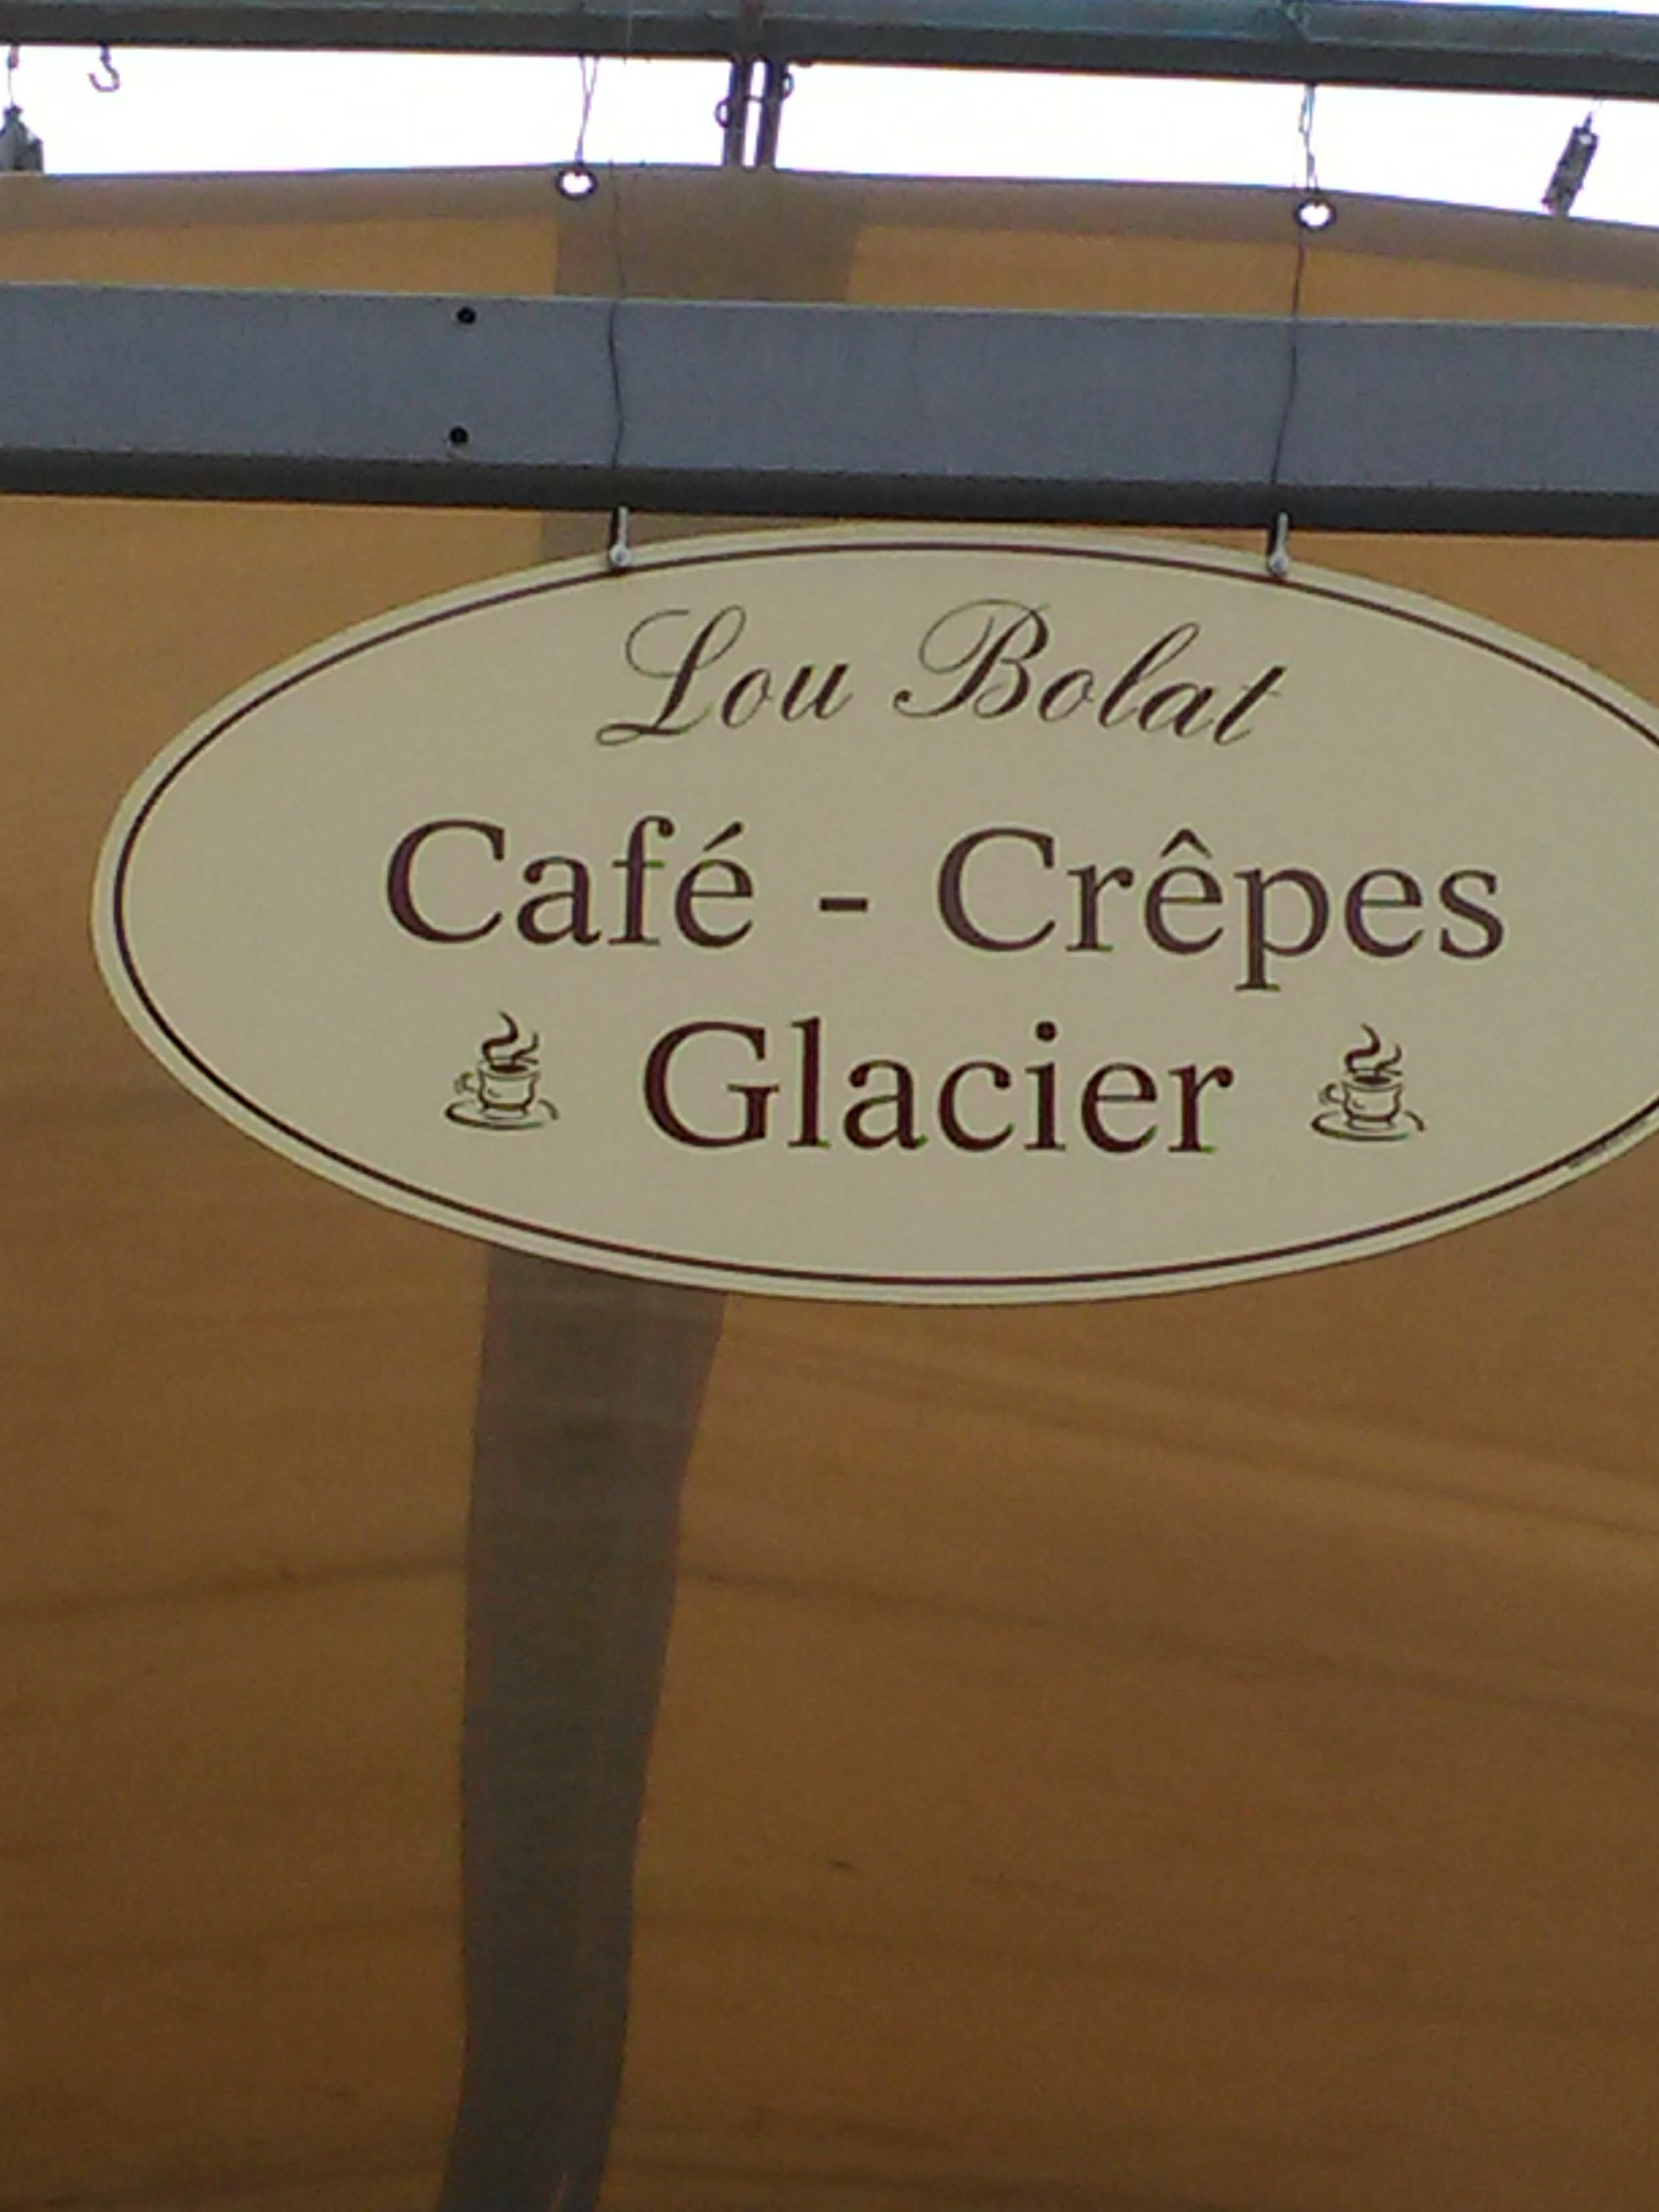 Lou Bolat
Café - Crêpes
Glacier